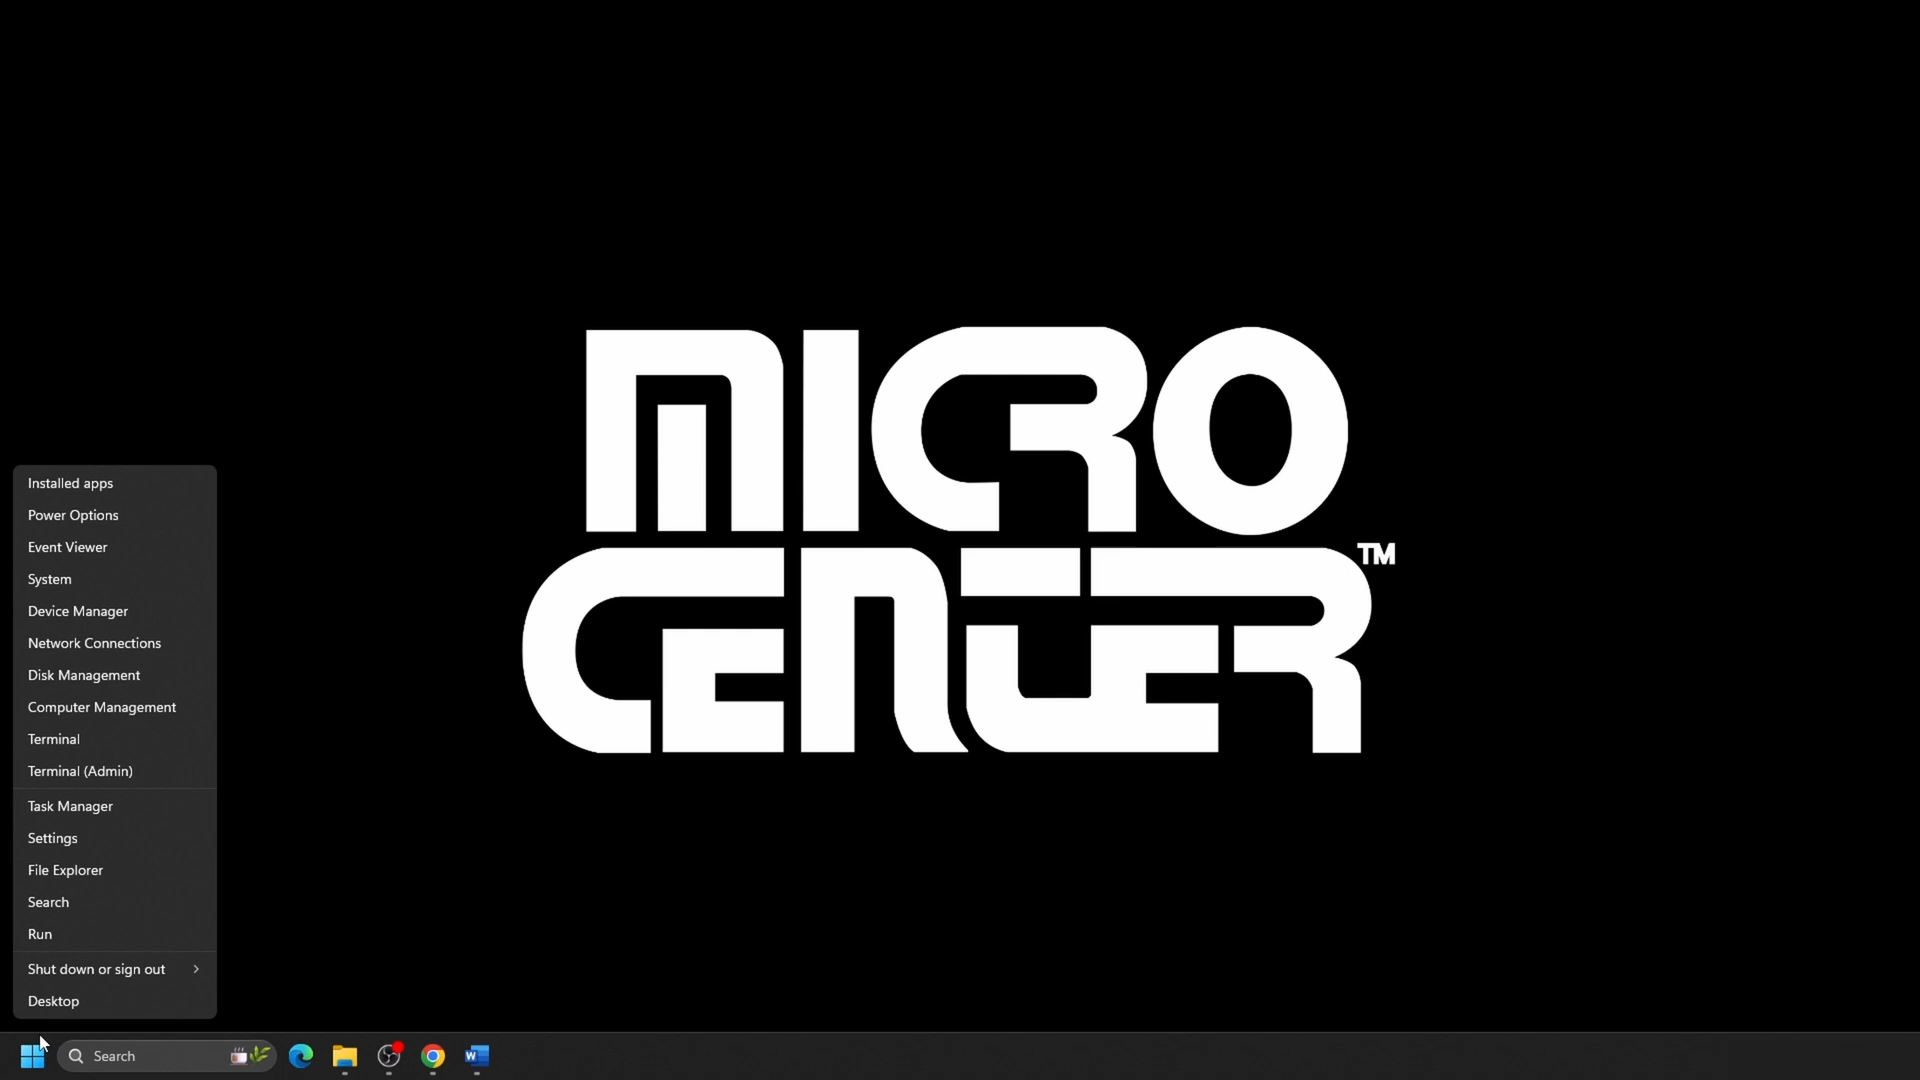 MICRO
CENTER™
Installed apps
Power Options
Event Viewer
System
Device Manager
Network Connections
Disk Management
Computer Management
Terminal
Terminal (Admin)
Task Manager
Settings
File Explorer
Search
Run
Shut down or sign out
Desktop
Search
W